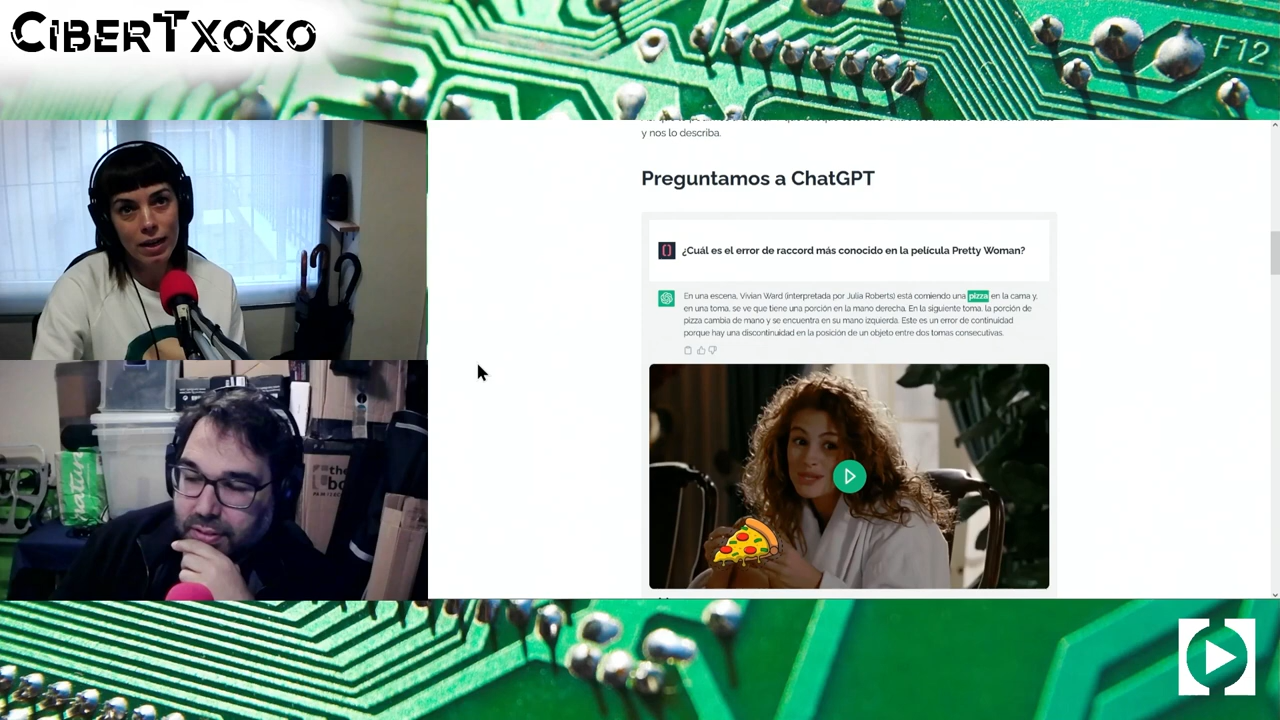 CIBERTXOKO
F12
y nos lo describa.
Preguntamos a ChatGPT
¿Cuál es el error de raccord más conocido en la película Pretty Woman?
En una escena, Vivian Ward (interpretada por Julia Roberts) está comiendo una pizza en la cama y,
en una toma, se ve que tiene una porción en la mano derecha. En la siguiente toma, la porción de
pizza cambia de mano y se encuentra en su mano izquierda. Este es un error de continuidad
porque hay una discontinuidad en la posición de un objeto entre dos tomas consecutivas.
nature
the